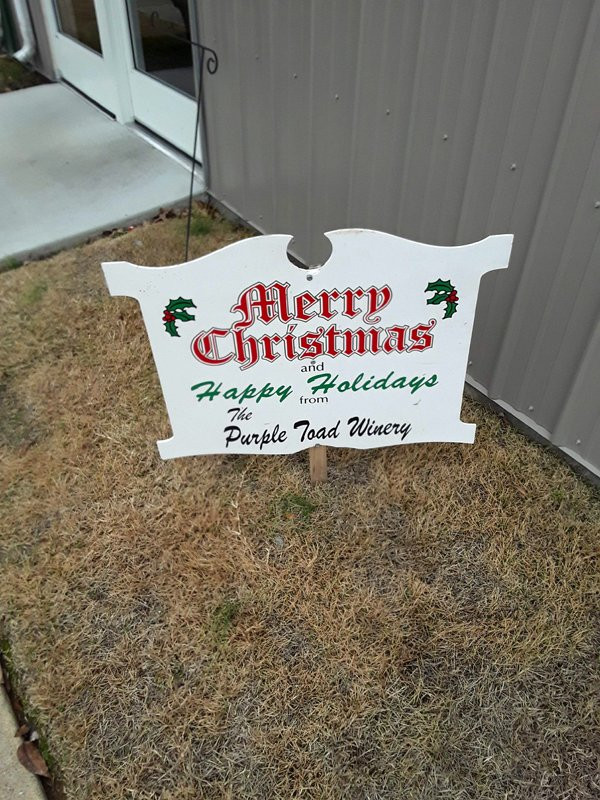 Merry
Christmas
and
Happy Holidays
from
The
Purple Toad Winery